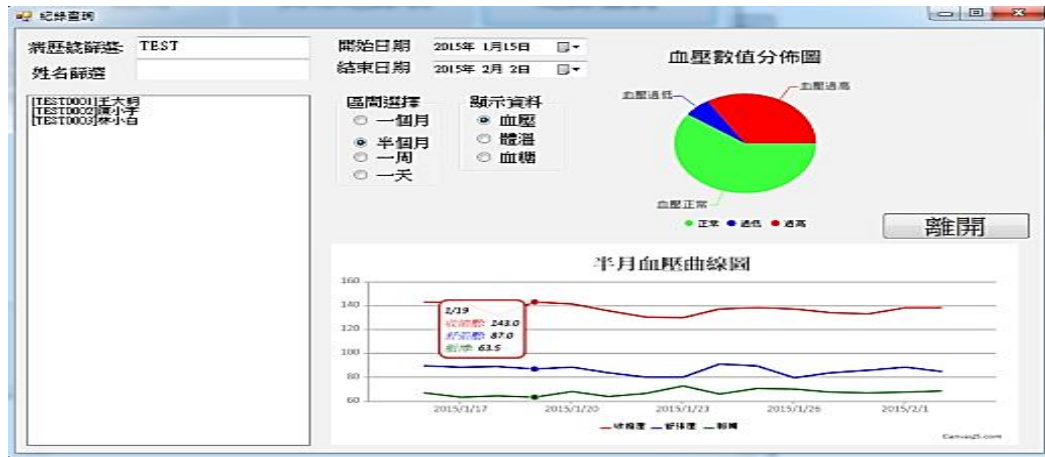 紀錄查詢
病歷號篩選: TEST
姓名篩選
[TEST0001]王大明
[TEST0002]陳小宇
[TEST0003]林小白
開始日期 2015年 1月15日
結束日期 2015年 2月 2日
區間選擇
一個月
半個月
一周
一天
顯示資料
血壓
體溫
血糖
血壓數值分佈圖
血壓過低
血壓過高
血壓正常
正常 過低 過高
離開
半月血壓曲線圖
160
140
120
100
80
60
1/19
收縮壓: 143.0
舒張壓: 87.0
脈搏: 63.5
2015/1/17 2015/1/20 2015/1/23 2015/1/26 2015/2/1
收縮壓 舒張壓 脈搏
CanvasJS.com